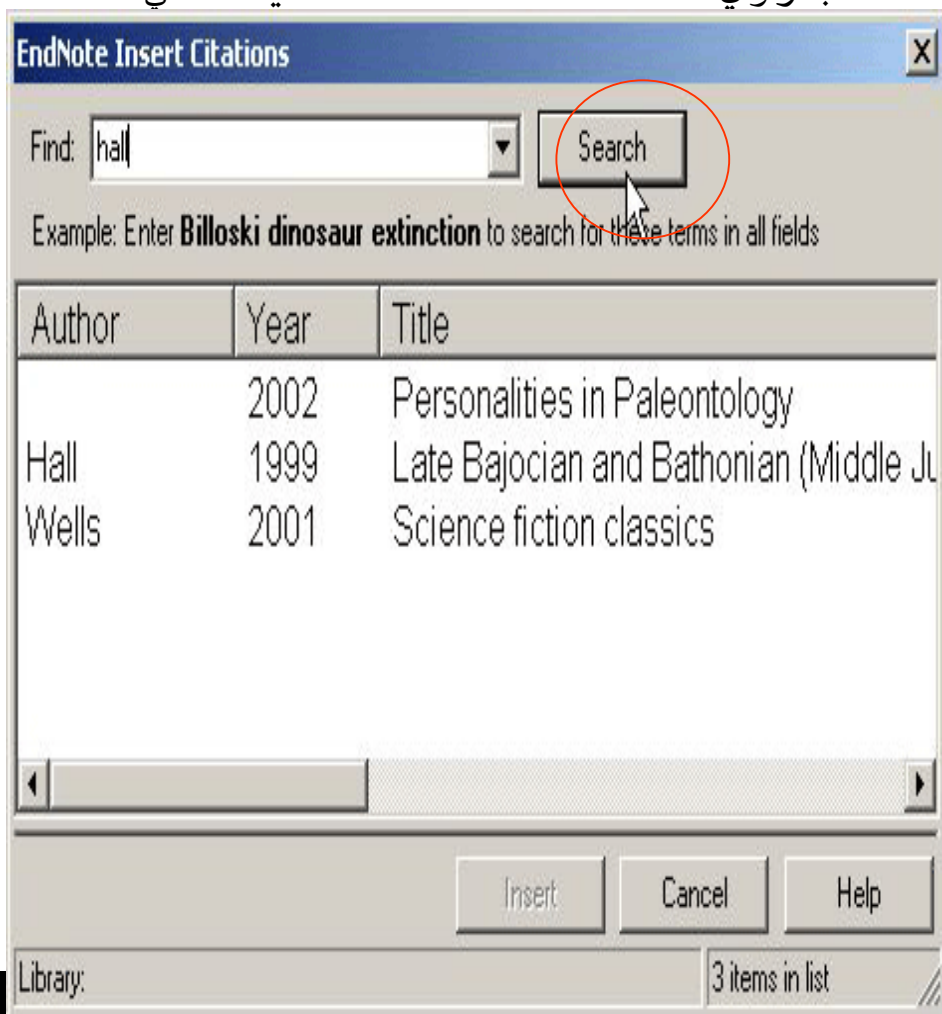 EndNote Insert Citations
Find: hall Search
Example: Enter Billoski dinosaur extinction to search for these terms in all fields
Author Year Title
2002 Personalities in Paleontology
Hall 1999 Late Bajocian and Bathonian (Middle Ju
Wells 2001 Science fiction classics
Insert Cancel Help
Library: 3 items in list